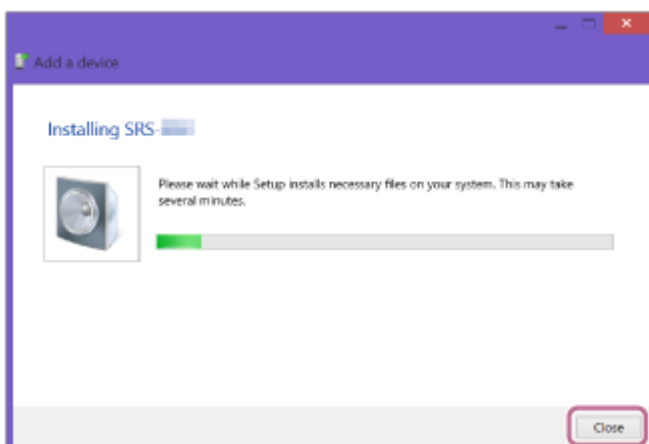 Add a device
Installing SRS-
Please wait while Setup installs necessary files on your system. This may take
several minutes.
Close